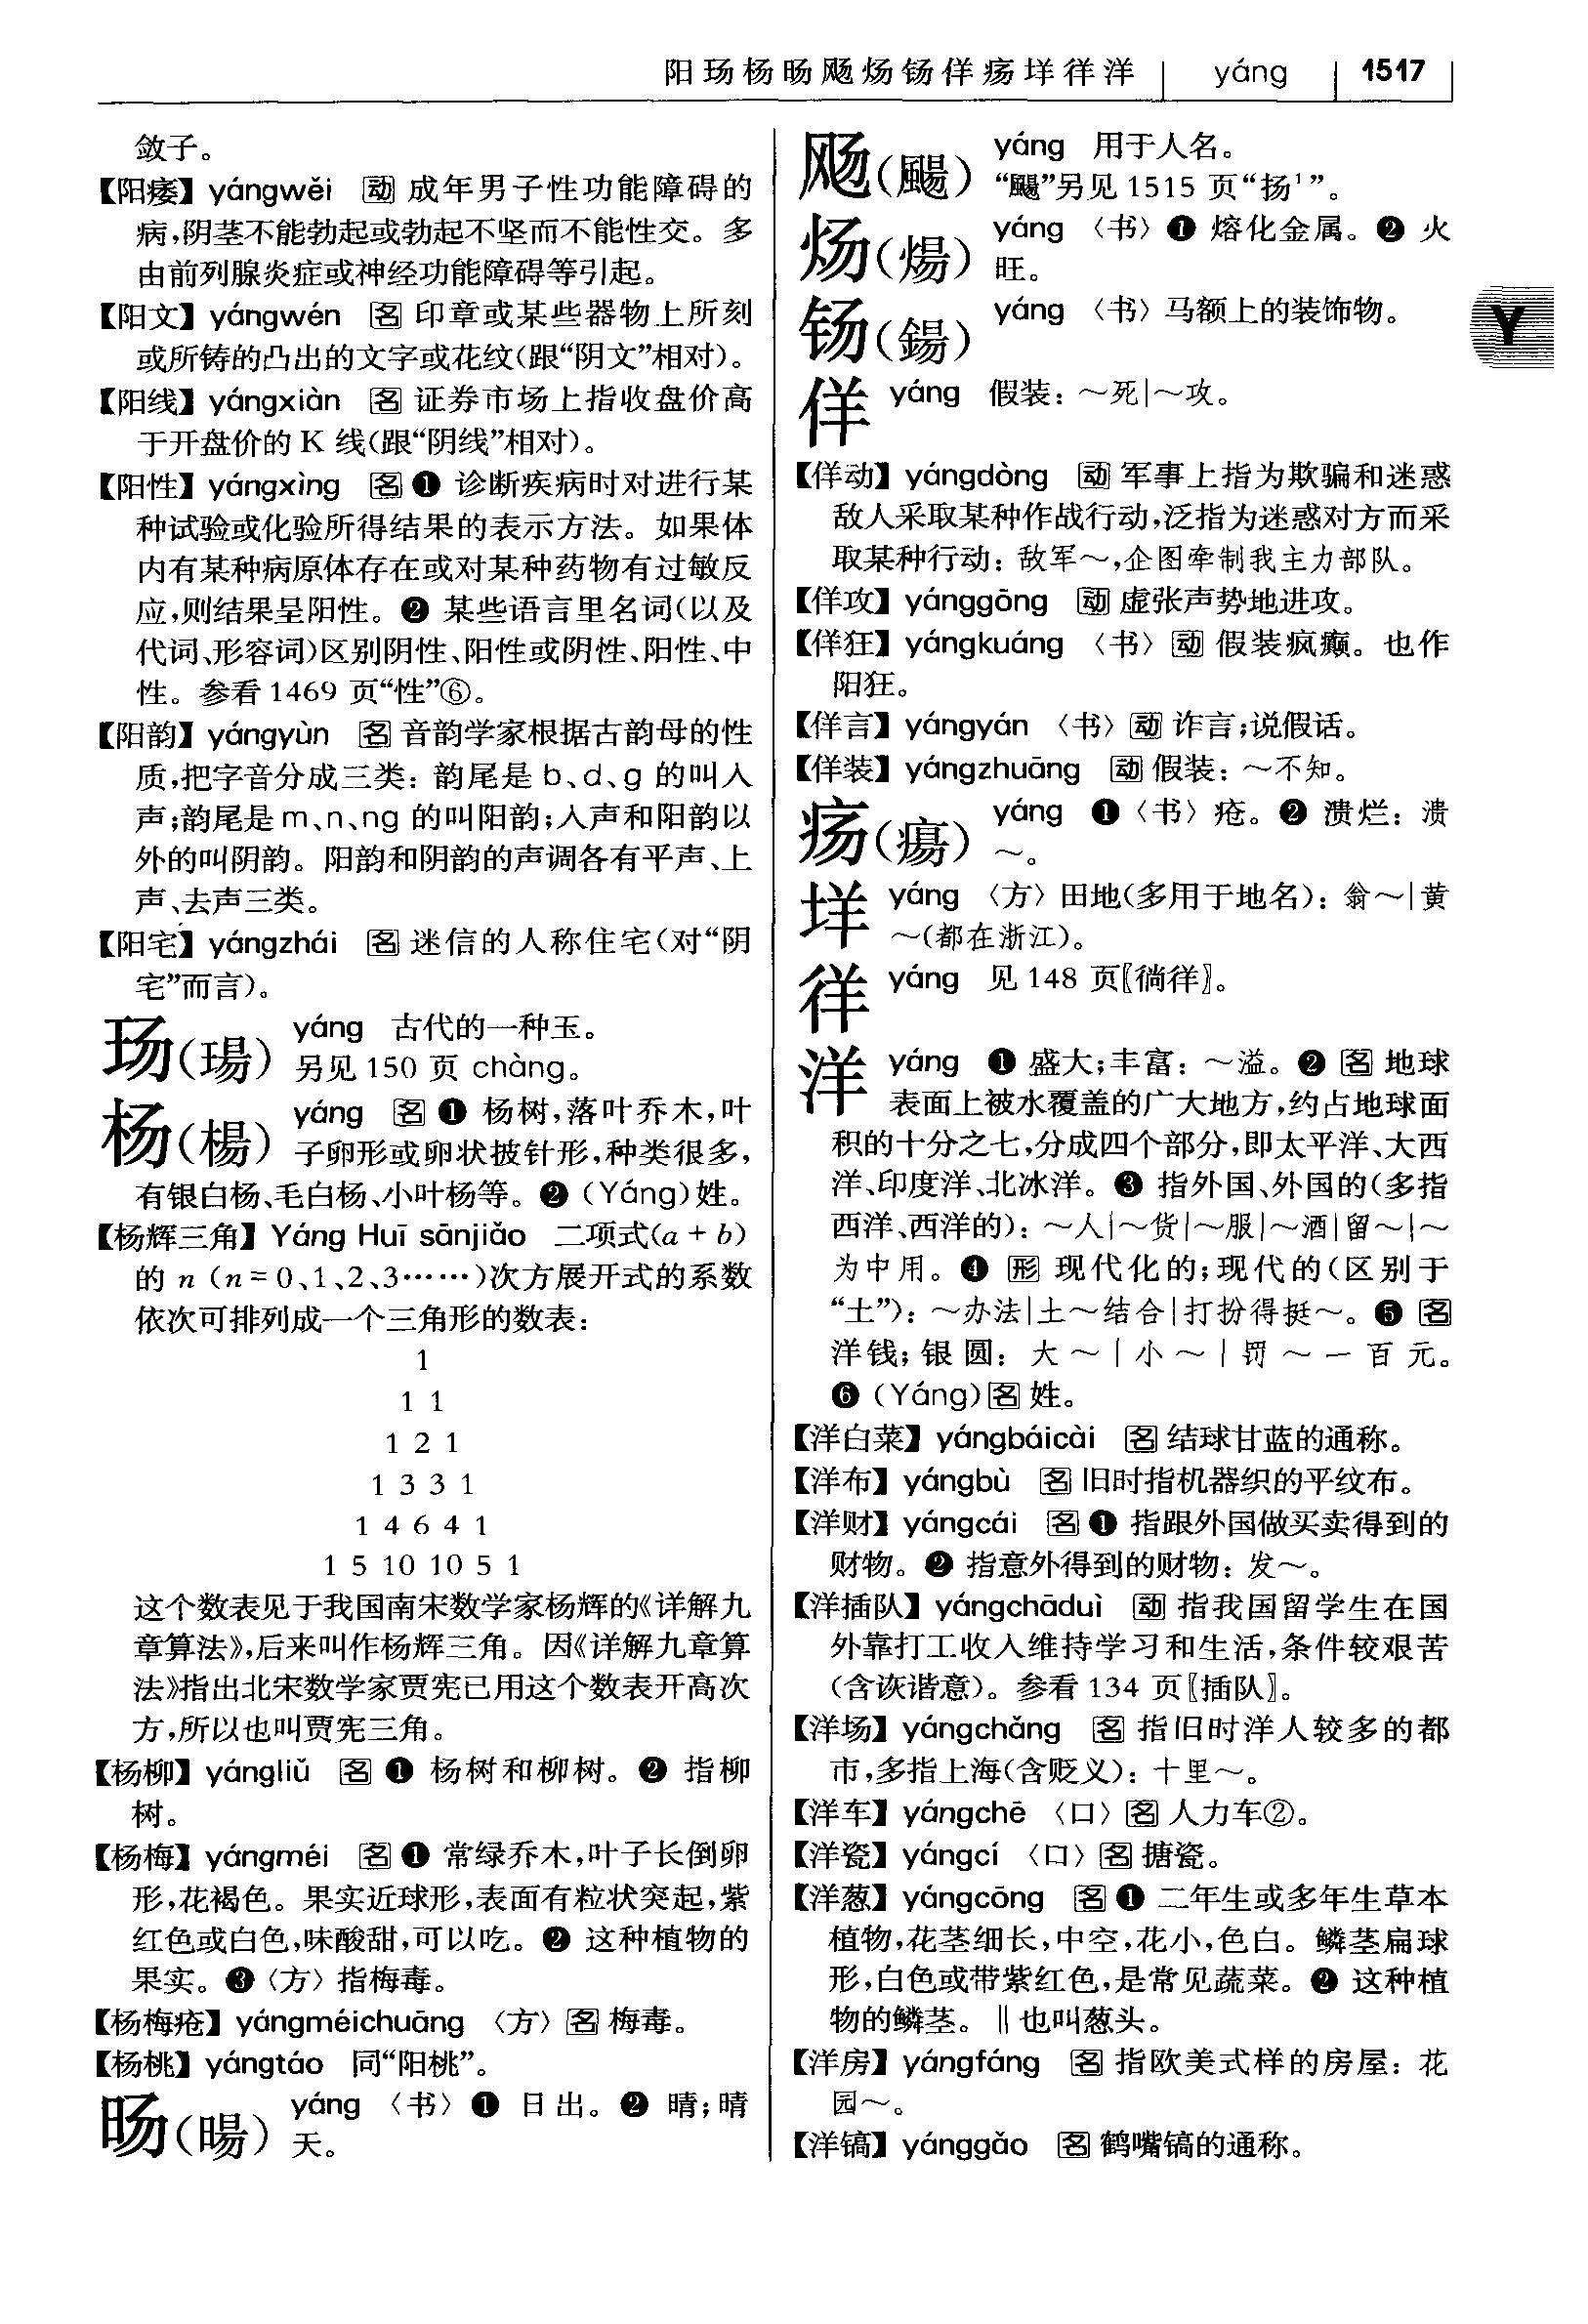 阳玚杨旸飏炀钖佯疡垟徉洋 yáng 1517
敛子。
【阳痿】yángwěi 动 成年男子性功能障碍的
病，阴茎不能勃起或勃起不坚而不能性交。多
由前列腺炎症或神经功能障碍等引起。
【阳文】yángwén 名 印章或某些器物上所刻
或所铸的凸出的文字或花纹（跟“阴文”相对）。
【阳线】yángxiàn 名 证券市场上指收盘价高
于开盘价的 K 线（跟“阴线”相对）。
【阳性】yángxìng 名 ❶ 诊断疾病时对进行某
种试验或化验所得结果的表示方法。如果体
内有某种病原体存在或对某种药物有过敏反
应，则结果呈阳性。❷ 某些语言里名词（以及
代词、形容词）区别阴性、阳性或阴性、阳性、中
性。参看 1469 页“性”⑥。
【阳韵】yángyùn 名 音韵学家根据古韵母的性
质，把字音分成三类：韵尾是 b、d、g 的叫入
声；韵尾是 m、n、ng 的叫阳韵；入声和阳韵以
外的叫阴韵。阳韵和阴韵的声调各有平声、上
声、去声三类。
【阳宅】yángzhái 名 迷信的人称住宅（对“阴
宅”而言）。
玚（瑒） yáng 古代的一种玉。
另见 150 页 chàng。
杨（楊） yáng 名 ❶ 杨树，落叶乔木，叶
子卵形或卵状披针形，种类很多，
有银白杨、毛白杨、小叶杨等。❷（Yáng）姓。
【杨辉三角】Yáng Huī sānjiǎo 二项式（a + b）
的 n（n = 0、1、2、3……）次方展开式的系数
依次可排列成一个三角形的数表：
1
1 1
1 2 1
1 3 3 1
1 4 6 4 1
1 5 10 10 5 1
这个数表见于我国南宋数学家杨辉的《详解九
章算法》，后来叫作杨辉三角。因《详解九章算
法》指出北宋数学家贾宪已用这个数表开高次
方，所以也叫贾宪三角。
【杨柳】yángliǔ 名 ❶ 杨树和柳树。❷ 指柳
树。
【杨梅】yángméi 名 ❶ 常绿乔木，叶子长倒卵
形，花褐色。果实近球形，表面有粒状突起，紫
红色或白色，味酸甜，可以吃。❷ 这种植物的
果实。❸〈方〉指梅毒。
【杨梅疮】yángméichuāng 〈方〉名 梅毒。
【杨桃】yángtáo 同“阳桃”。
旸（暘） yáng 〈书〉❶ 日出。❷ 晴；晴
天。
飏（颺） yáng 用于人名。
“颺”另见 1515 页“扬¹”。
炀（煬） yáng 〈书〉❶ 熔化金属。❷ 火
旺。
钖（鍚） yáng 〈书〉马额上的装饰物。
佯 yáng 假装：～死|～攻。
【佯动】yángdòng 动 军事上指为欺骗和迷惑
敌人采取某种作战行动，泛指为迷惑对方而采
取某种行动：敌军～，企图牵制我主力部队。
【佯攻】yánggōng 动 虚张声势地进攻。
【佯狂】yángkuáng 〈书〉动 假装疯癫。也作
阳狂。
【佯言】yángyán 〈书〉动 诈言；说假话。
【佯装】yángzhuāng 动 假装：～不知。
疡（瘍） yáng ❶〈书〉疮。❷ 溃烂：溃
～。
垟 yáng 〈方〉田地（多用于地名）：翁～|黄
～（都在浙江）。
徉 yáng 见 148 页〖徜徉〗。
洋 yáng ❶ 盛大；丰富：～溢。❷ 名 地球
表面上被水覆盖的广大地方，约占地球面
积的十分之七，分成四个部分，即太平洋、大西
洋、印度洋、北冰洋。❸ 指外国、外国的（多指
西洋、西洋的）：～人|～货|～服|～酒|留～|～
为中用。❹ 形 现代化的；现代的（区别于
“土”）：～办法|土～结合|打扮得挺～。❺ 名
洋钱；银圆：大～|小～|罚～一百元。
❻（Yáng）名 姓。
【洋白菜】yángbáicài 名 结球甘蓝的通称。
【洋布】yángbù 名 旧时指机器织的平纹布。
【洋财】yángcái 名 ❶ 指跟外国做买卖得到的
财物。❷ 指意外得到的财物：发～。
【洋插队】yángchāduì 动 指我国留学生在国
外靠打工收入维持学习和生活，条件较艰苦
（含诙谐意）。参看 134 页〖插队〗。
【洋场】yángchǎng 名 指旧时洋人较多的都
市，多指上海（含贬义）：十里～。
【洋车】yángchē 〈口〉名 人力车②。
【洋瓷】yángcí 〈口〉名 搪瓷。
【洋葱】yángcōng 名 ❶ 二年生或多年生草本
植物，花茎细长，中空，花小，色白。鳞茎扁球
形，白色或带紫红色，是常见蔬菜。❷ 这种植
物的鳞茎。‖也叫葱头。
【洋房】yángfáng 名 指欧美式样的房屋：花
园～。
【洋镐】yánggǎo 名 鹤嘴镐的通称。
Y